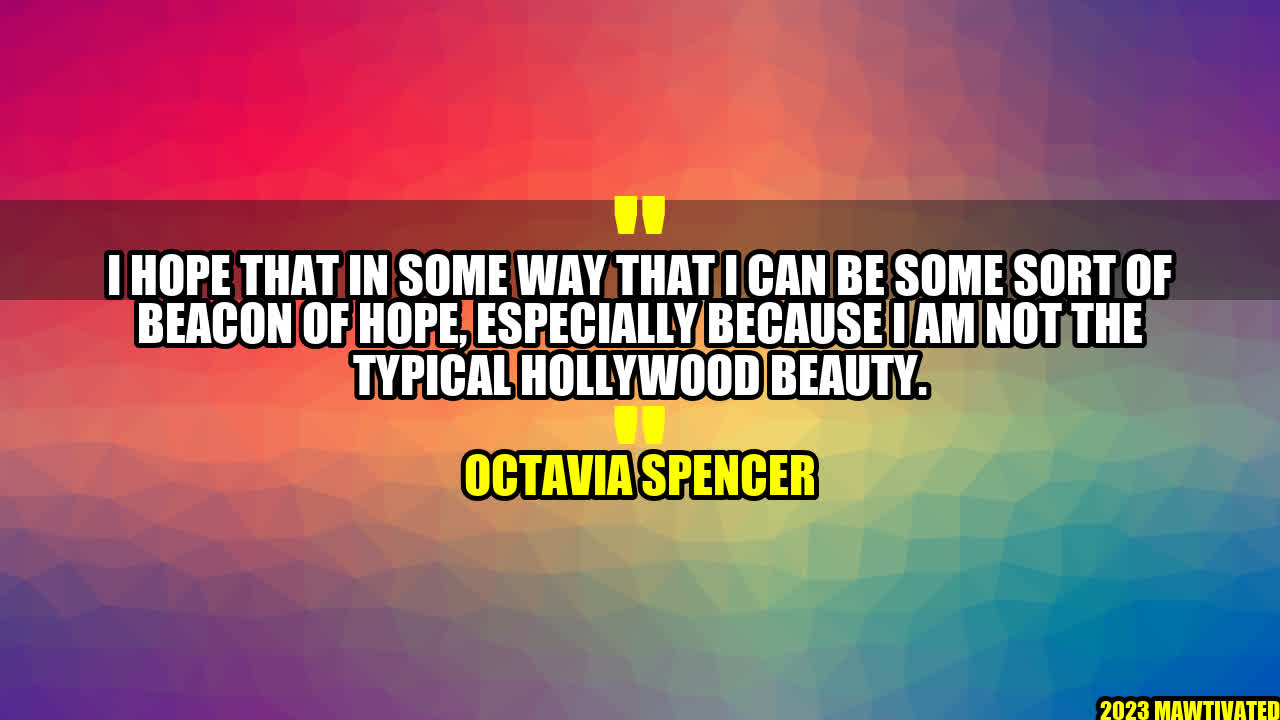 "
I HOPE THAT IN SOME WAY THAT I CAN BE SOME SORT OF
BEACON OF HOPE, ESPECIALLY BECAUSE I AM NOT THE
TYPICAL HOLLYWOOD BEAUTY.
"
OCTAVIA SPENCER
2023 MAWTIVATED